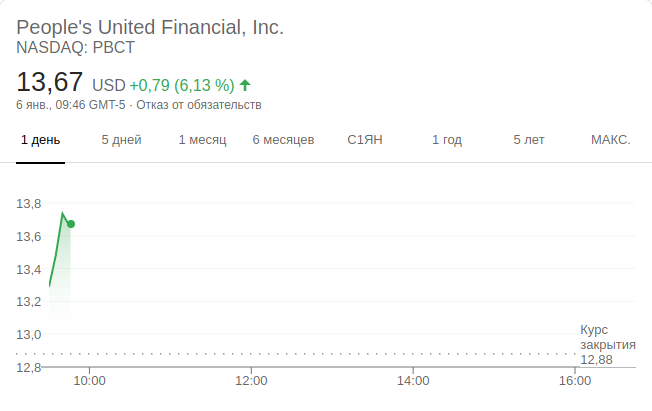 People's United Financial, Inc.
NASDAQ: PBCT
13,67 USD +0,79 (6,13 %)
6 янв., 09:46 GMT-5 · Отказ от обязательств
1 день 5 дней 1 месяц 6 месяцев С1ЯН 1 год 5 лет МАКС.
13,8
13,6
13,4
13,2
13,0
Курс
закрытия
12,88
12,8
10:00 12:00 14:00 16:00